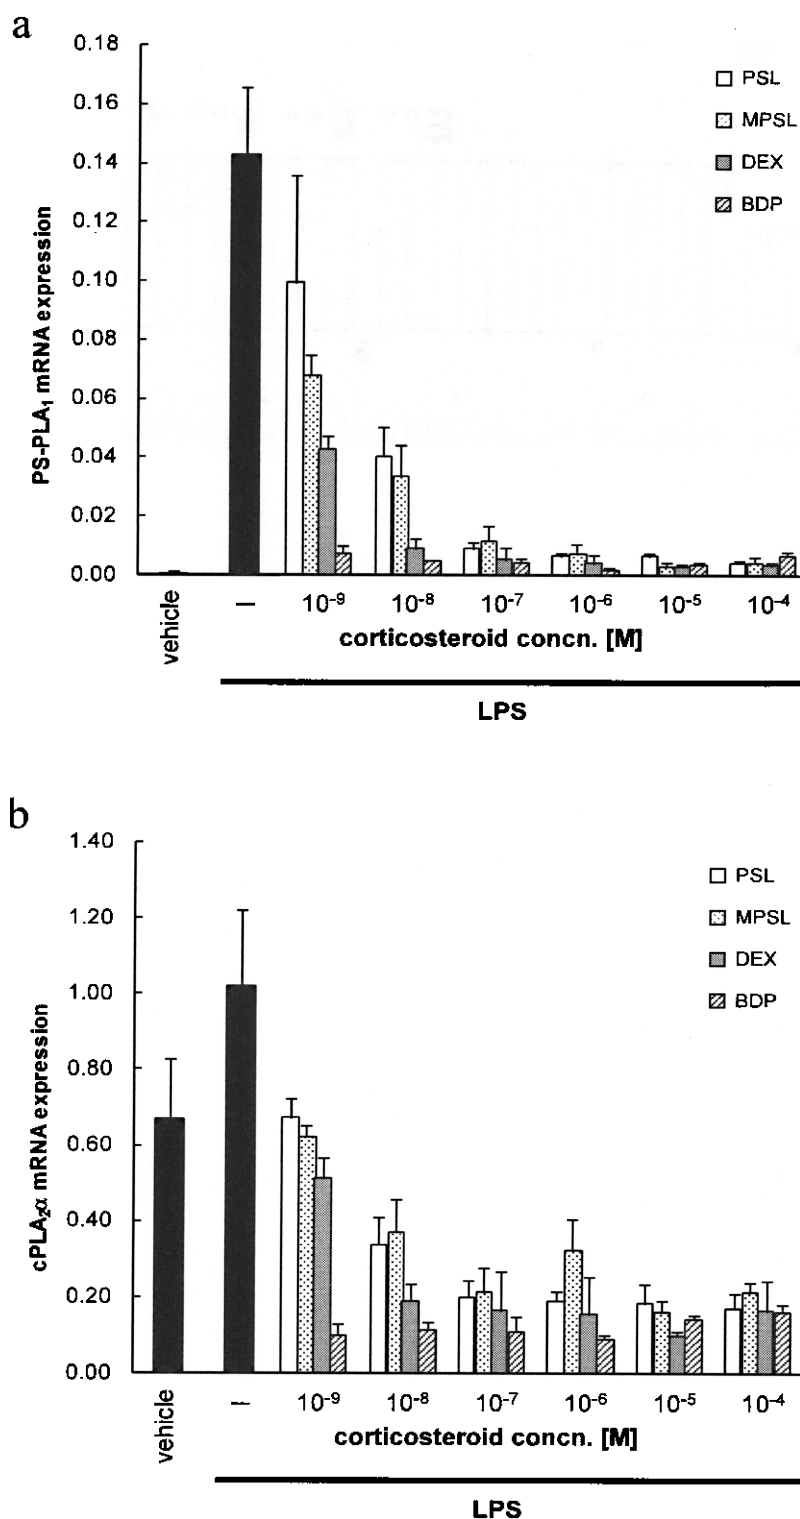 a
0.18
0.16
0.14
0.12
0.10
0.08
0.06
0.04
0.02
0.00
PS-PLA₁ mRNA expression
PSL
MPSL
DEX
BDP
vehicle
–
10⁻⁹
10⁻⁸
10⁻⁷
10⁻⁶
10⁻⁵
10⁻⁴
corticosteroid concn. [M]
LPS
b
1.40
1.20
1.00
0.80
0.60
0.40
0.20
0.00
cPLA₂α mRNA expression
PSL
MPSL
DEX
BDP
vehicle
–
10⁻⁹
10⁻⁸
10⁻⁷
10⁻⁶
10⁻⁵
10⁻⁴
corticosteroid concn. [M]
LPS